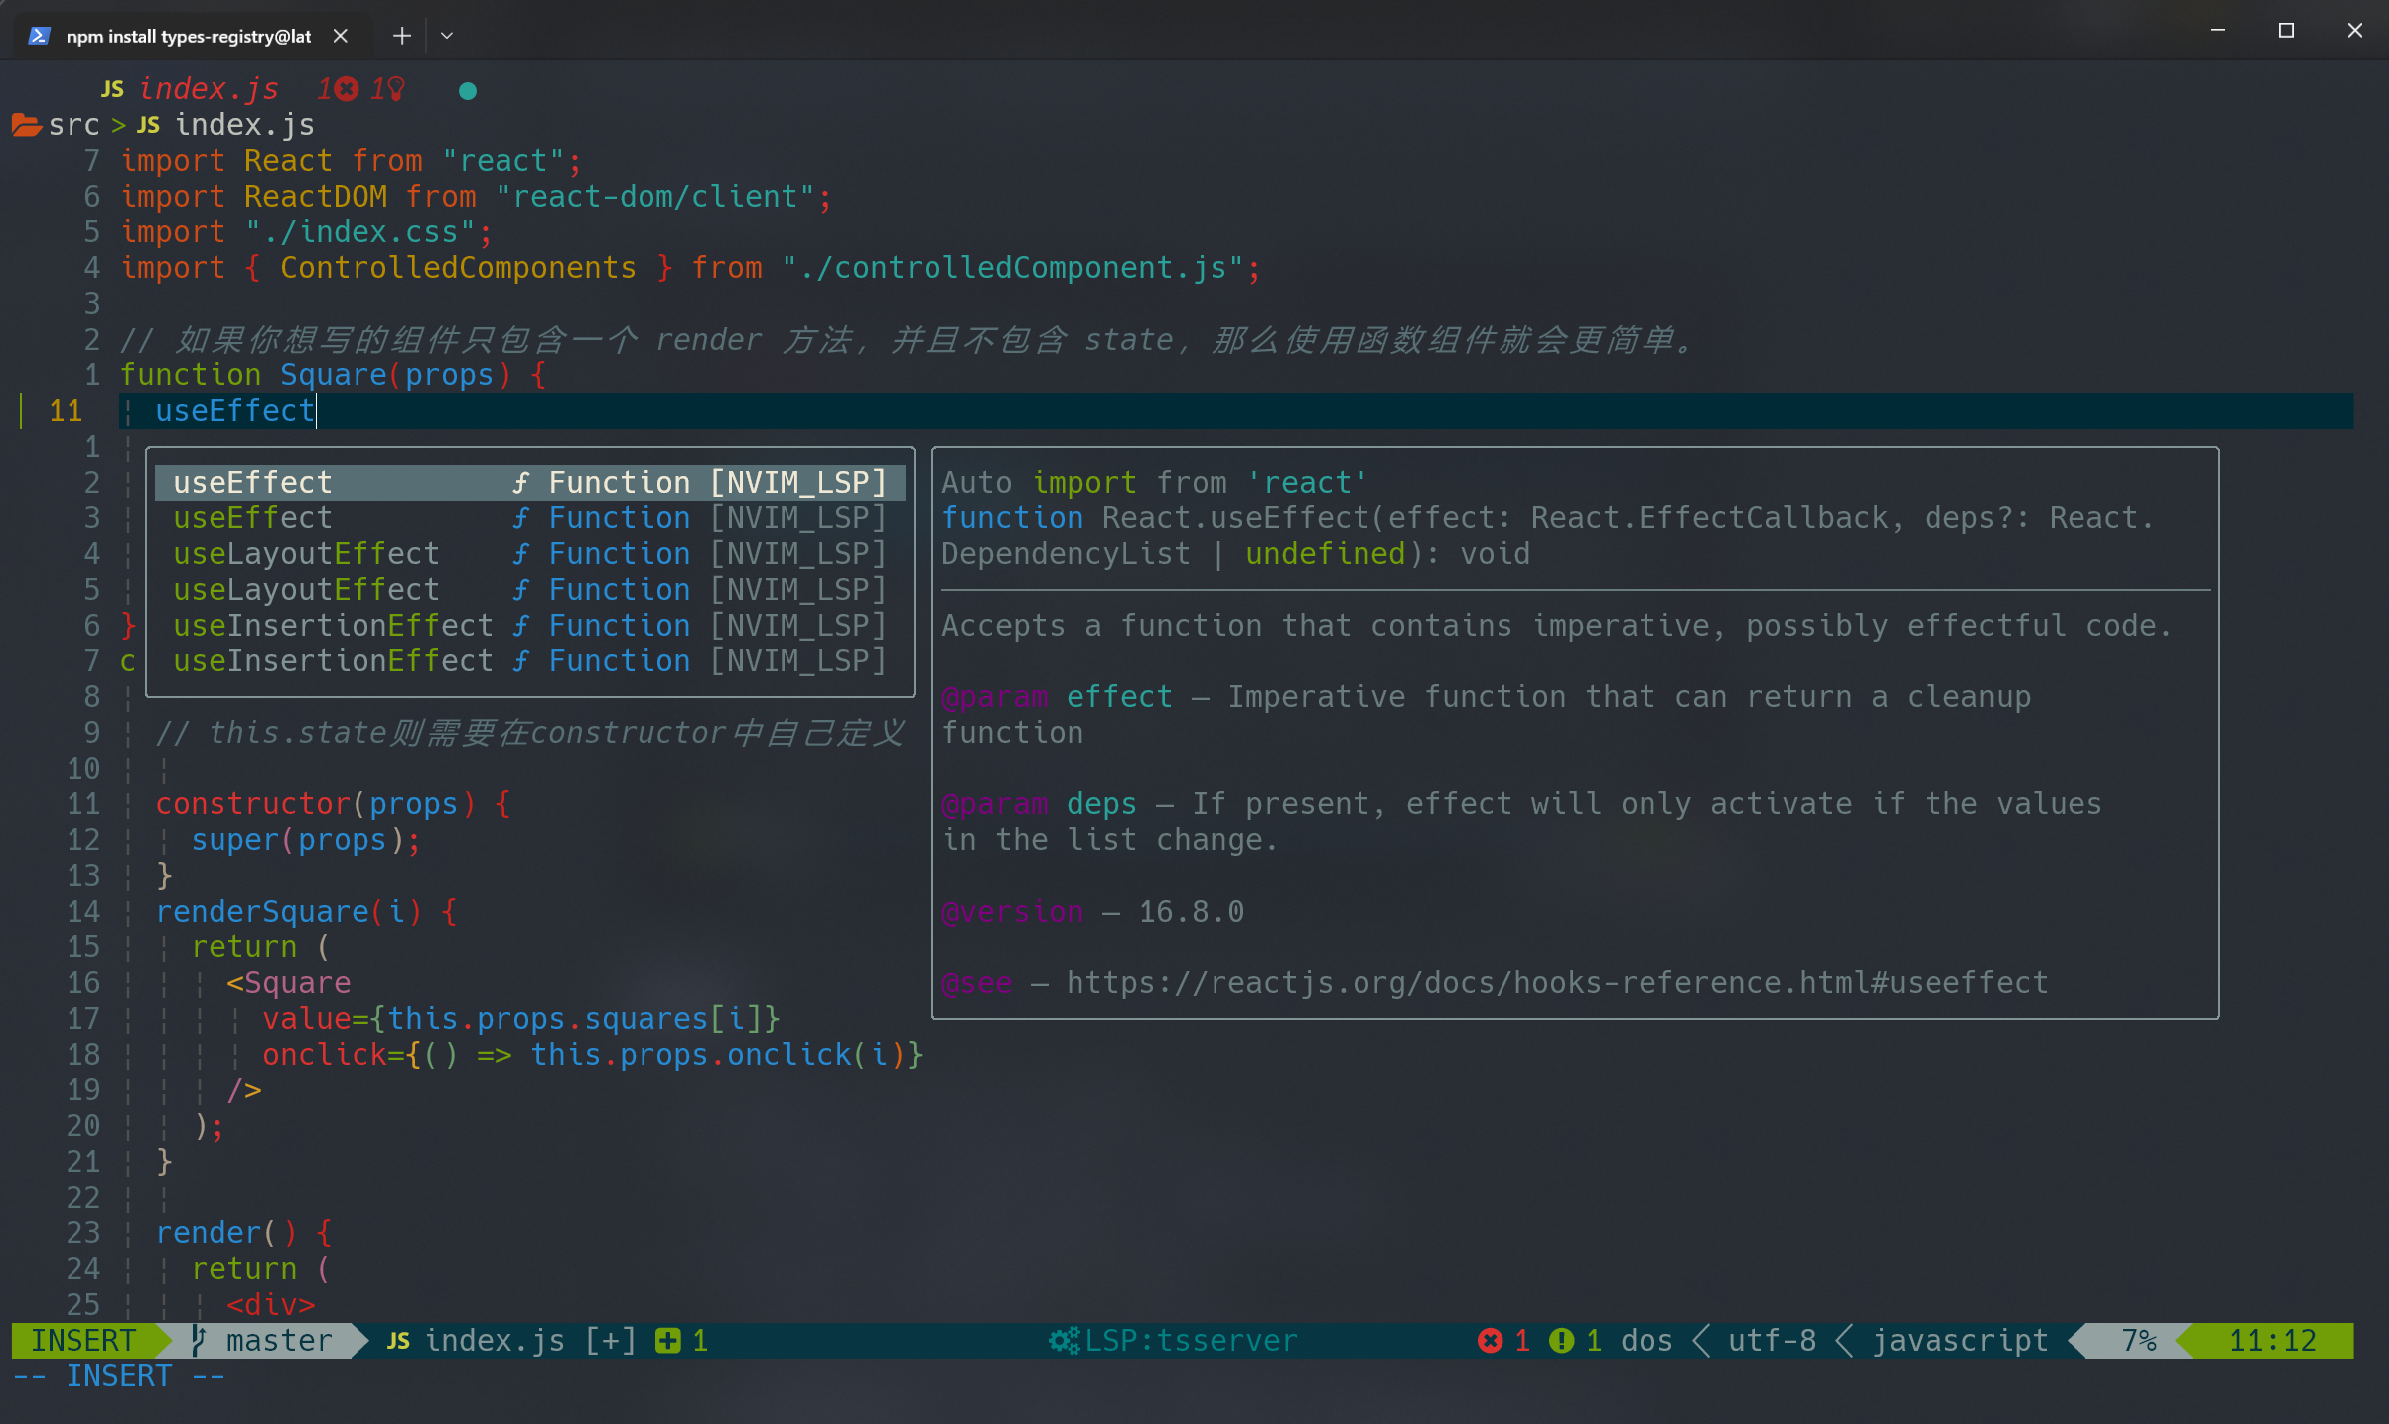 npm install types-registry@lat
JS index.js 1 1
src > JS index.js
7 import React from "react";
6 import ReactDOM from "react-dom/client";
5 import "./index.css";
4 import { ControlledComponents } from "./controlledComponent.js";
3
2 // 如果你想写的组件只包含一个 render 方法，并且不包含 state，那么使用函数组件就会更简单。
1 function Square(props) {
11 useEffect
1
2 useEffect ƒ Function [NVIM_LSP]
3 useEffect ƒ Function [NVIM_LSP]
4 useLayoutEffect ƒ Function [NVIM_LSP]
5 useLayoutEffect ƒ Function [NVIM_LSP]
6 } useInsertionEffect ƒ Function [NVIM_LSP]
7 c useInsertionEffect ƒ Function [NVIM_LSP]
Auto import from 'react'
function React.useEffect(effect: React.EffectCallback, deps?: React.
DependencyList | undefined): void
Accepts a function that contains imperative, possibly effectful code.
@param effect — Imperative function that can return a cleanup
function
@param deps — If present, effect will only activate if the values
in the list change.
@version — 16.8.0
@see — https://reactjs.org/docs/hooks-reference.html#useeffect
8
9 // this.state则需要在constructor中自己定义
10
11 constructor(props) {
12 super(props);
13 }
14 renderSquare(i) {
15 return (
16 <Square
17 value={this.props.squares[i]}
18 onclick={() => this.props.onclick(i)}
19 />
20 );
21 }
22
23 render() {
24 return (
25 <div>
INSERT master JS index.js [+] 1 LSP:tsserver 1 1 dos utf-8 javascript 7% 11:12
-- INSERT --